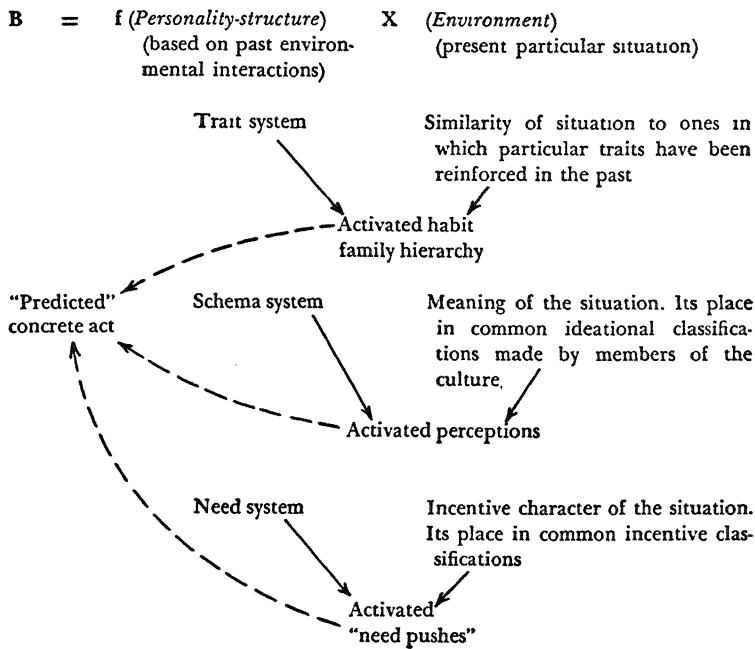 B = f (Personality-structure) X (Environment)
(based on past environ-
mental interactions)
(present particular situation)
Trait system
Similarity of situation to ones in
which particular traits have been
reinforced in the past
Activated habit
family hierarchy
"Predicted"
concrete act
Schema system
Meaning of the situation. Its place
in common ideational classifica-
tions made by members of the
culture.
Activated perceptions
Need system
Incentive character of the situation.
Its place in common incentive clas-
sifications
Activated
"need pushes"